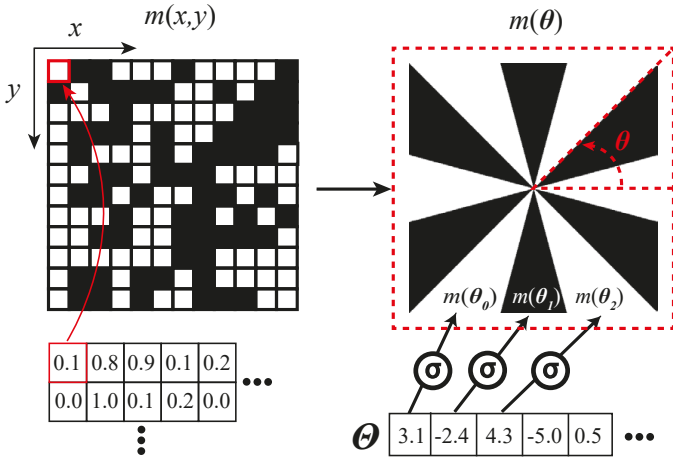 m(x,y)
x
y
0.1 0.8 0.9 0.1 0.2 •••
0.0 1.0 0.1 0.2 0.0
m(θ)
θ
m(θ₀) m(θ₁) m(θ₂)
σ σ σ
Θ 3.1 -2.4 4.3 -5.0 0.5 •••